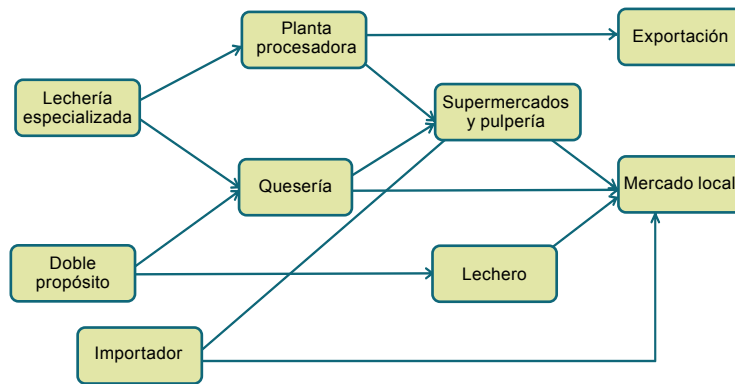 Planta
procesadora
Exportación
Lechería
especializada
Supermercados
y pulpería
Quesería
Mercado local
Doble
propósito
Lechero
Importador